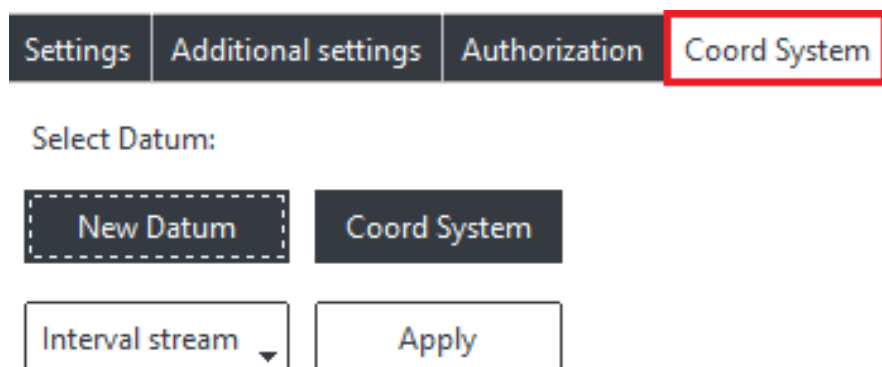 Settings Additional settings Authorization Coord System
Select Datum:
New Datum Coord System
Interval stream Apply